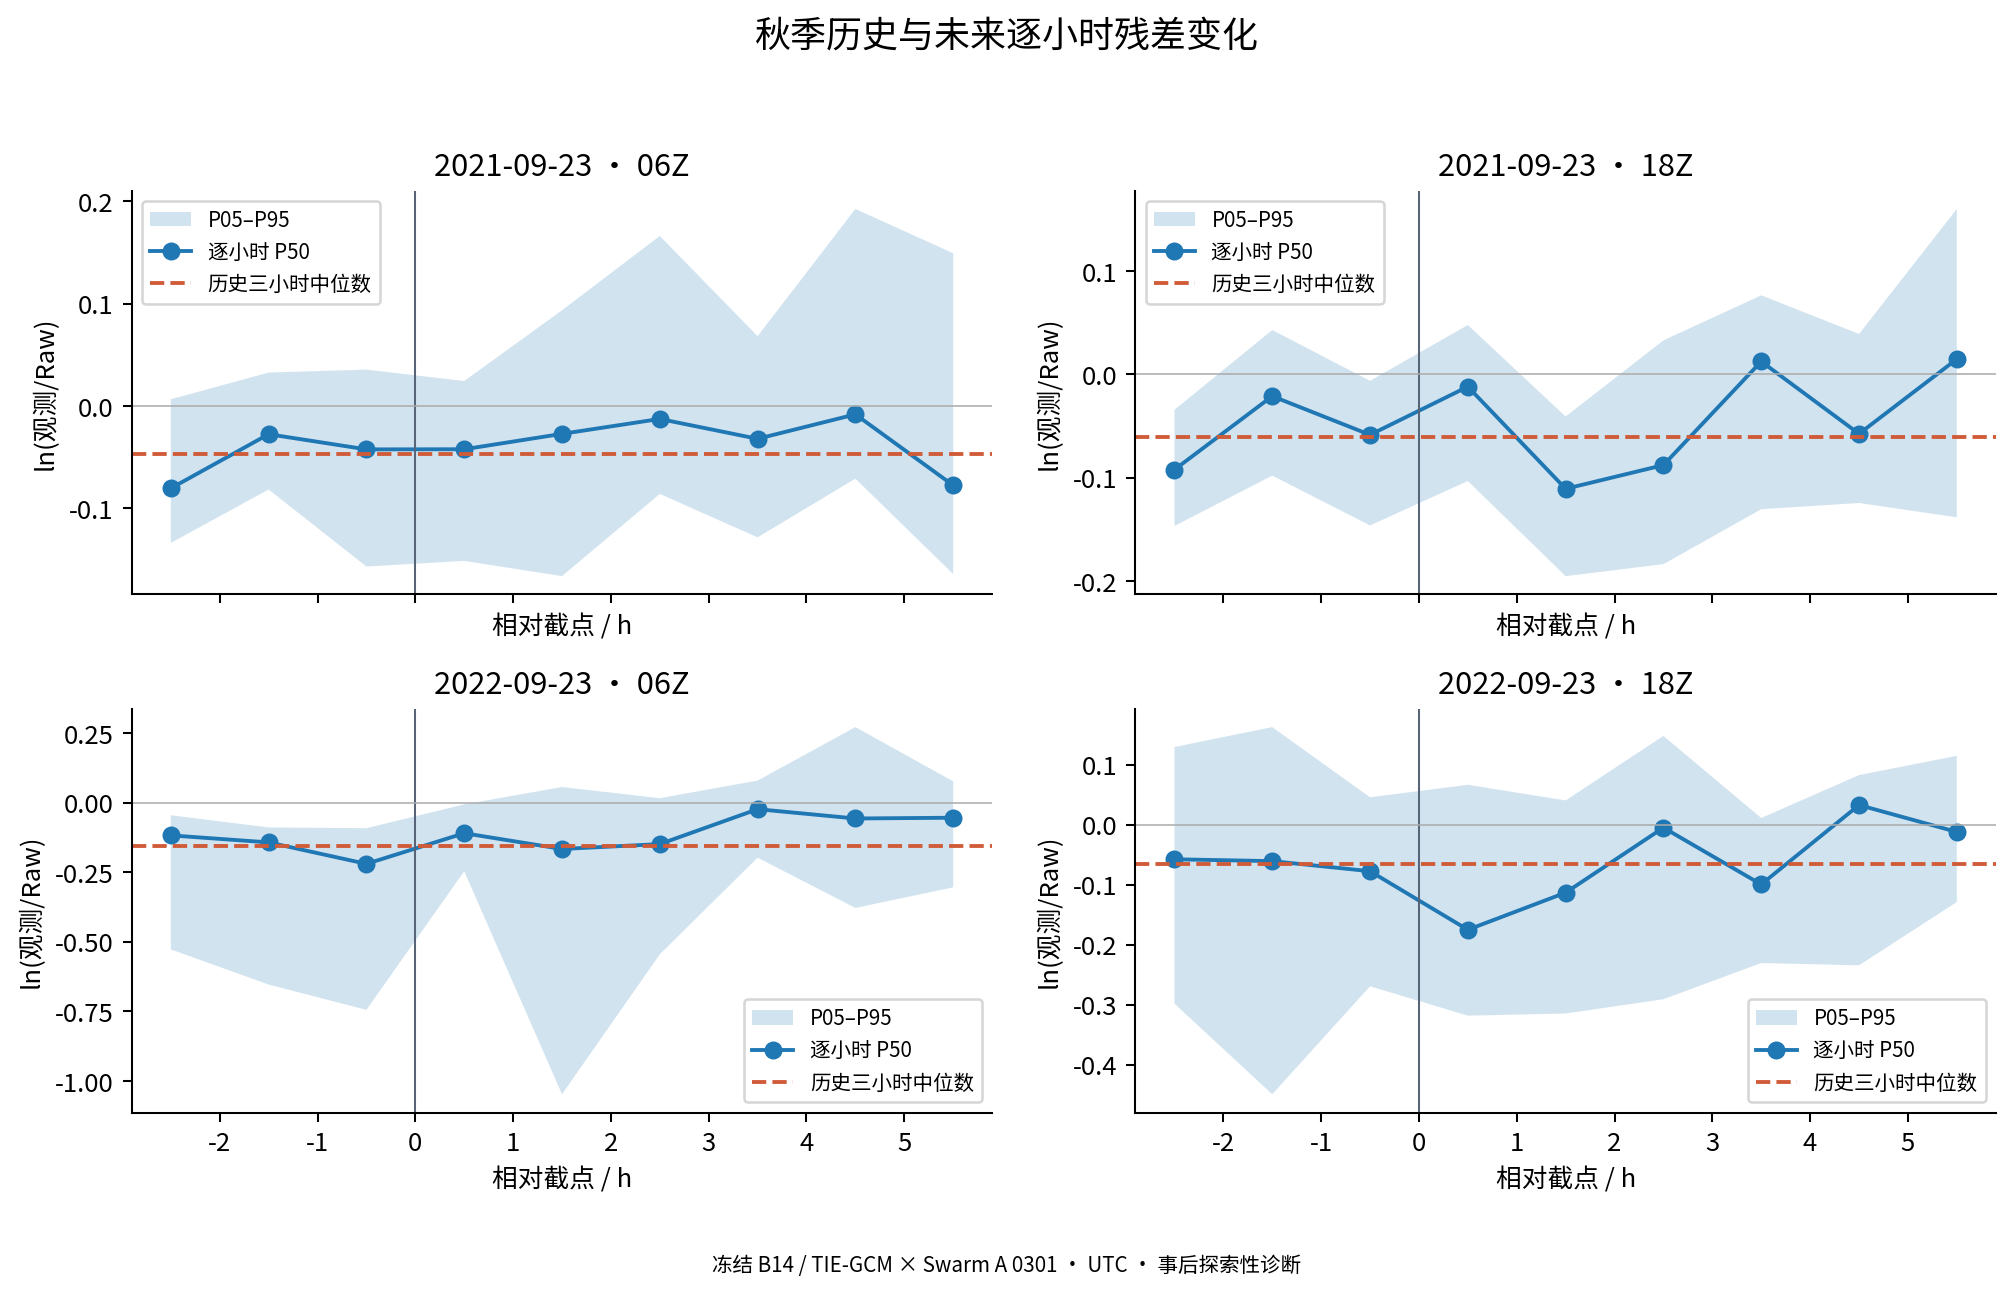 秋季历史与未来逐小时残差变化
2021-09-23 • 06Z
0.2
0.1
0.0
-0.1
ln(观测/Raw)
P05–P95
逐小时 P50
历史三小时中位数
相对截点 / h
2021-09-23 • 18Z
0.1
0.0
-0.1
-0.2
ln(观测/Raw)
P05–P95
逐小时 P50
历史三小时中位数
相对截点 / h
2022-09-23 • 06Z
0.25
0.00
-0.25
-0.50
-0.75
-1.00
ln(观测/Raw)
P05–P95
逐小时 P50
历史三小时中位数
-2 -1 0 1 2 3 4 5
相对截点 / h
2022-09-23 • 18Z
0.1
0.0
-0.1
-0.2
-0.3
-0.4
ln(观测/Raw)
P05–P95
逐小时 P50
历史三小时中位数
-2 -1 0 1 2 3 4 5
相对截点 / h
冻结 B14 / TIE-GCM × Swarm A 0301 • UTC • 事后探索性诊断